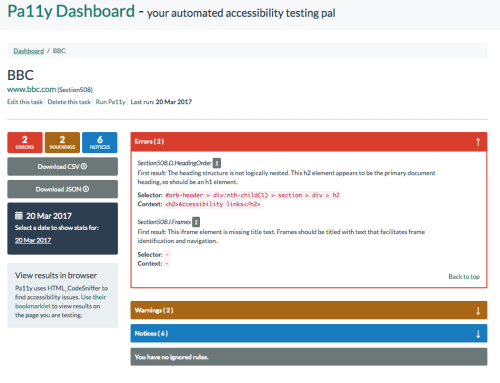 Pa11y Dashboard - your automated accessibility testing pal
Dashboard / BBC
BBC
www.bbc.com (Section508)
Edit this task Delete this task Run Pa11y Last run: 20 Mar 2017
2 ERRORS
2 WARNINGS
6 NOTICES
Download CSV
Download JSON
20 Mar 2017
Select a date to show stats for:
20 Mar 2017
View results in browser
Pa11y uses HTML_CodeSniffer to
find accessibility issues. Use their
bookmarklet to view results on
the page you are testing.
Errors ( 2 )
Section508.D.HeadingOrder 1
First result: The heading structure is not logically nested. This h2 element appears to be the primary document
heading, so should be an h1 element.
Selector: #orb-header > div:nth-child(1) > section > div > h2
Context: <h2>Accessibility links</h2>
Section508.I.Frames 1
First result: This iframe element is missing title text. Frames should be titled with text that facilitates frame
identification and navigation.
Selector: -
Context: -
Back to top
Warnings ( 2 )
Notices ( 6 )
You have no ignored rules.